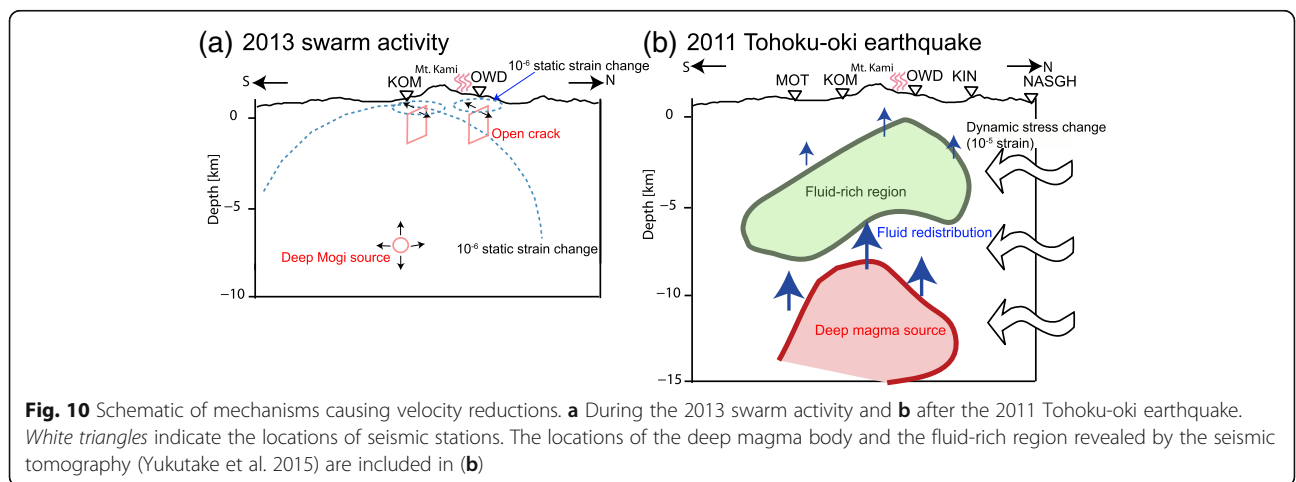 (a) 2013 swarm activity
10-6 static strain change
S
KOM
Mt. Kami
OWD
N
0
Open crack
Depth [km]
−5
Deep Mogi source
10-6 static strain change
−10
(b) 2011 Tohoku-oki earthquake
S
MOT
KOM
Mt. Kami
OWD
KIN
N
NASGH
0
Dynamic stress change
(10-5 strain)
Fluid-rich region
Depth [km]
−5
Fluid redistribution
−10
Deep magma source
−15
Fig. 10 Schematic of mechanisms causing velocity reductions. a During the 2013 swarm activity and b after the 2011 Tohoku-oki earthquake.
White triangles indicate the locations of seismic stations. The locations of the deep magma body and the fluid-rich region revealed by the seismic
tomography (Yukutake et al. 2015) are included in (b)